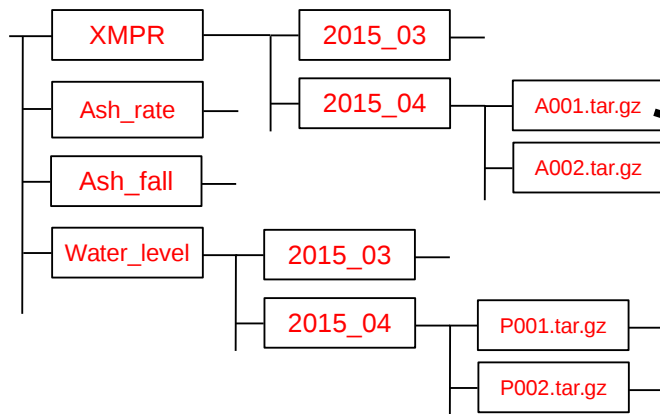 XMPR
2015_03
2015_04
A001.tar.gz
A002.tar.gz
Ash_rate
Ash_fall
Water_level
2015_03
2015_04
P001.tar.gz
P002.tar.gz